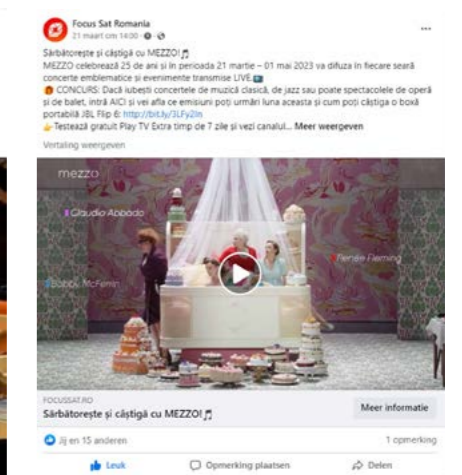 Focus Sat Romania
21 maart om 14:00
Sărbătorește și câștigă cu MEZZO!
MEZZO celebrează 25 de ani și în perioada 21 martie – 01 mai 2023 va difuza în fiecare seară
concerte emblematice și evenimente transmise LIVE.
CONCURS: Dacă iubești concertele de muzică clasică, de jazz sau poate spectacolele de operă
și de balet, intră AICI și vei afla ce emisiuni poți urmări luna aceasta și cum poți câștiga o boxă
portabilă JBL Flip 6: http://bit.ly/3LFy2In
Testează gratuit Play TV Extra timp de 7 zile și vezi canalul... Meer weergeven
Vertaling weergeven
mezzo
Claudio Abbado
Renée Fleming
Bobby McFerrin
FOCUSSAT.RO
Sărbătorește și câștigă cu MEZZO!
Meer informatie
Jij en 15 anderen
1 opmerking
Leuk
Opmerking plaatsen
Delen